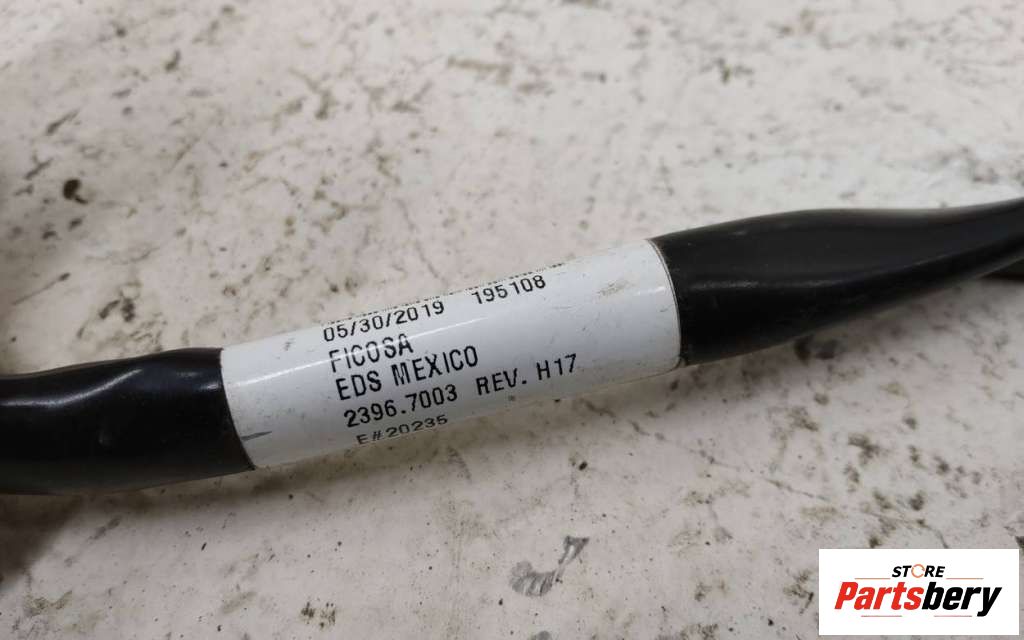 05/30/2019 195108
FICOSA
EDS MEXICO
2396.7003 REV. H17
E#20235
STORE
Partsbery